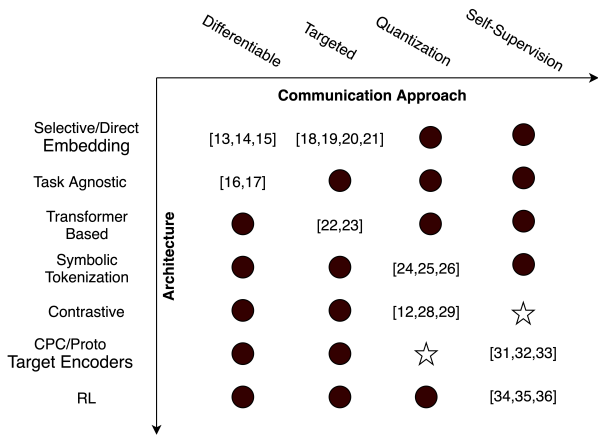 Differentiable
Targeted
Quantization
Self-Supervision
Communication Approach
Architecture
Selective/Direct
Embedding
[13,14,15]
[18,19,20,21]
Task Agnostic
[16,17]
Transformer
Based
[22,23]
Symbolic
Tokenization
[24,25,26]
Contrastive
[12,28,29]
CPC/Proto
Target Encoders
[31,32,33]
RL
[34,35,36]